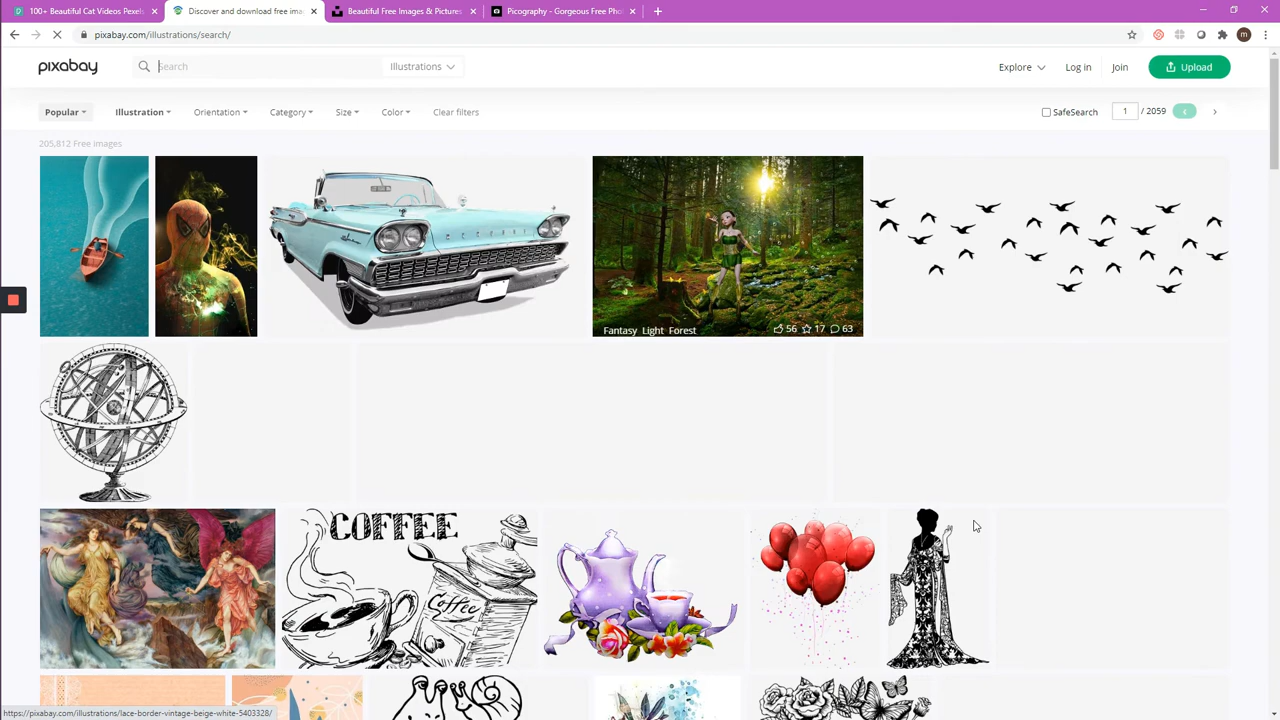 100+ Beautiful Cat Videos Pexels
Discover and download free ima
Beautiful Free Images & Pictures
Picography - Gorgeous Free Pho
pixabay.com/illustrations/search/
m
pixabay
Search
Illustrations
Explore
Log in
Join
Upload
Popular
Illustration
Orientation
Category
Size
Color
Clear filters
SafeSearch
1
/ 2059
205,812 Free images
Fantasy Light Forest
56
17
63
COFFEE
Coffee
https://pixabay.com/illustrations/lace-border-vintage-beige-white-5403328/